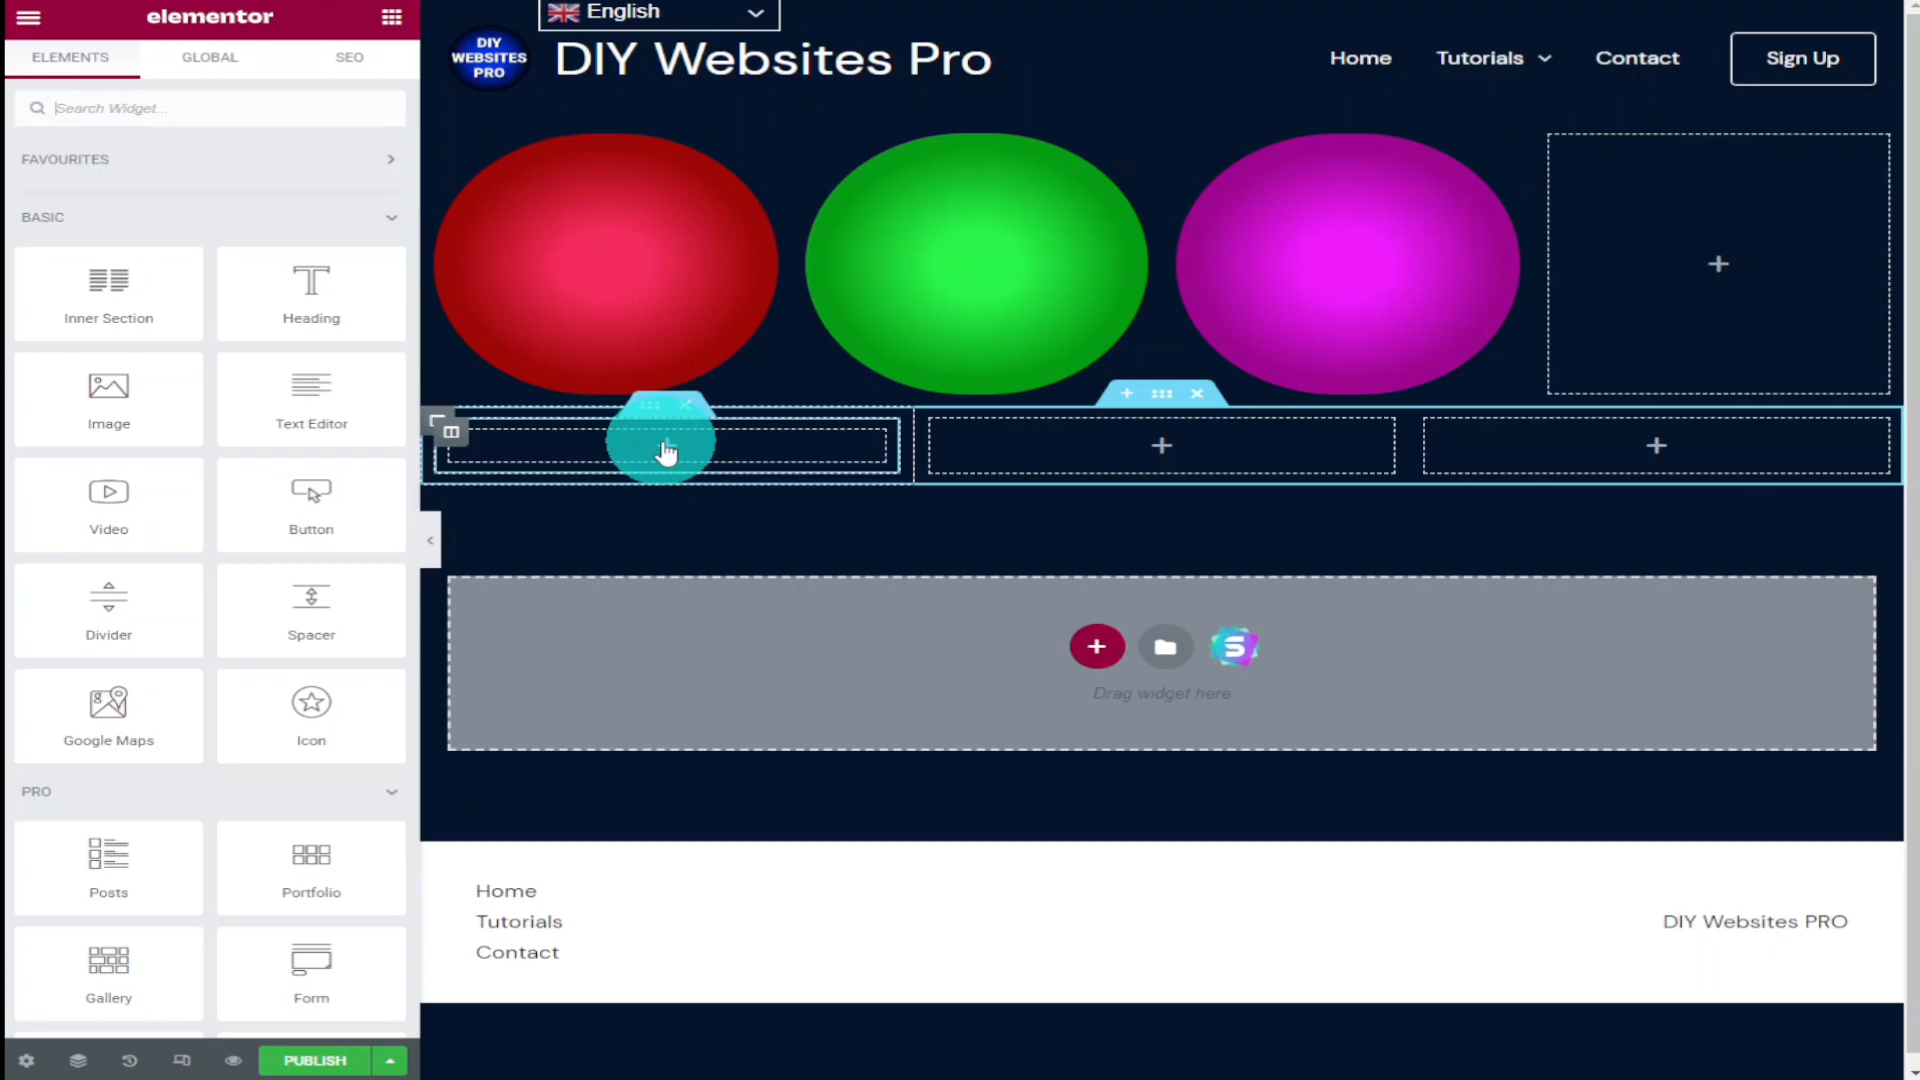 elementor
ELEMENTS
GLOBAL
SEO
Search Widget...
FAVOURITES
BASIC
Inner Section
Heading
Image
Text Editor
Video
Button
Divider
Spacer
Google Maps
Icon
PRO
Posts
Portfolio
Gallery
Form
PUBLISH
English
DIY
WEBSITES
PRO
DIY Websites Pro
Home
Tutorials
Contact
Sign Up
S
Drag widget here
Home
Tutorials
Contact
DIY Websites PRO